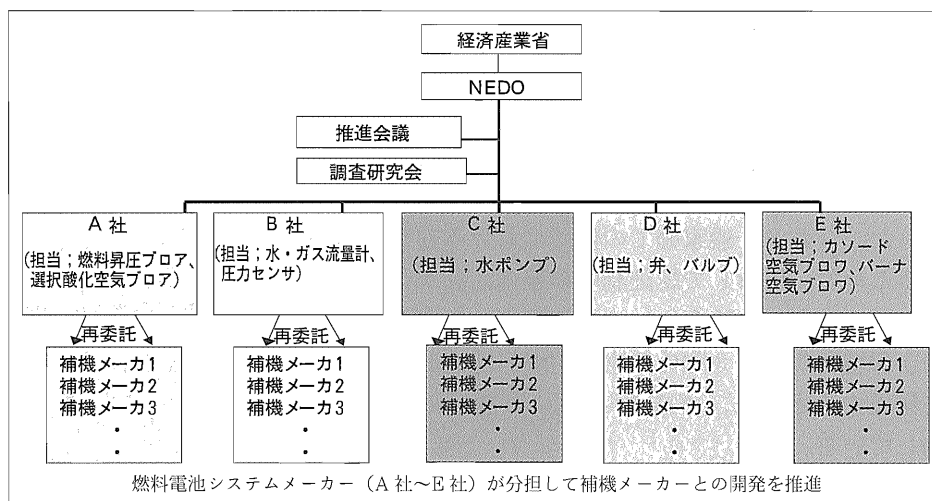 経済産業省
NEDO
推進会議
調査研究会
A 社
(担当;燃料昇圧ブロア、
選択酸化空気ブロア)
B 社
(担当;水・ガス流量計、
圧力センサ)
C 社
(担当;水ポンプ)
D 社
(担当;弁、バルブ)
E 社
(担当;カソード
空気ブロワ、バーナ
空気ブロワ)
再委託
再委託
再委託
再委託
再委託
補機メーカ1
補機メーカ2
補機メーカ3
・
・
補機メーカ1
補機メーカ2
補機メーカ3
・
・
補機メーカ1
補機メーカ2
補機メーカ3
・
・
補機メーカ1
補機メーカ2
補機メーカ3
・
・
補機メーカ1
補機メーカ2
補機メーカ3
・
・
燃料電池システムメーカー(A 社～E 社)が分担して補機メーカーとの開発を推進